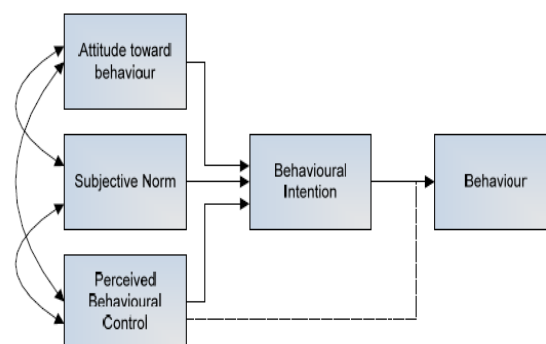 Attitude toward
behaviour
Subjective Norm
Perceived
Behavioural
Control
Behavioural
Intention
Behaviour